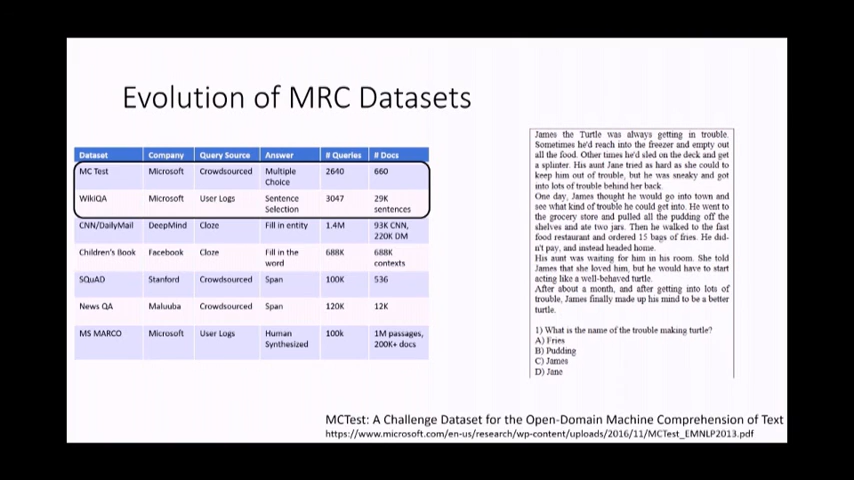 Evolution of MRC Datasets
Dataset Company Query Source Answer # Queries # Docs
MC Test Microsoft Crowdsourced Multiple Choice 2640 660
WikiQA Microsoft User Logs Sentence Selection 3047 29K sentences
CNN/DailyMail DeepMind Cloze Fill in entity 1.4M 93K CNN, 220K DM
Children's Book Facebook Cloze Fill in the word 688K 688K contexts
SQuAD Stanford Crowdsourced Span 100K 536
News QA Maluuba Crowdsourced Span 120K 12K
MS MARCO Microsoft User Logs Human Synthesized 100k 1M passages, 200K+ docs
James the Turtle was always getting in trouble.
Sometimes he'd reach into the freezer and empty out
all the food. Other times he'd sled on the deck and get
a splinter. His aunt Jane tried as hard as she could to
keep him out of trouble, but he was sneaky and got
into lots of trouble behind her back.
One day, James thought he would go into town and
see what kind of trouble he could get into. He went to
the grocery store and pulled all the pudding off the
shelves and ate two jars. Then he walked to the fast
food restaurant and ordered 15 bags of fries. He did-
n't pay, and instead headed home.
His aunt was waiting for him in his room. She told
James that she loved him, but he would have to start
acting like a well-behaved turtle.
After about a month, and after getting into lots of
trouble, James finally made up his mind to be a better
turtle.
1) What is the name of the trouble making turtle?
A) Fries
B) Pudding
C) James
D) Jane
MCTest: A Challenge Dataset for the Open-Domain Machine Comprehension of Text
https://www.microsoft.com/en-us/research/wp-content/uploads/2016/11/MCTest_EMNLP2013.pdf